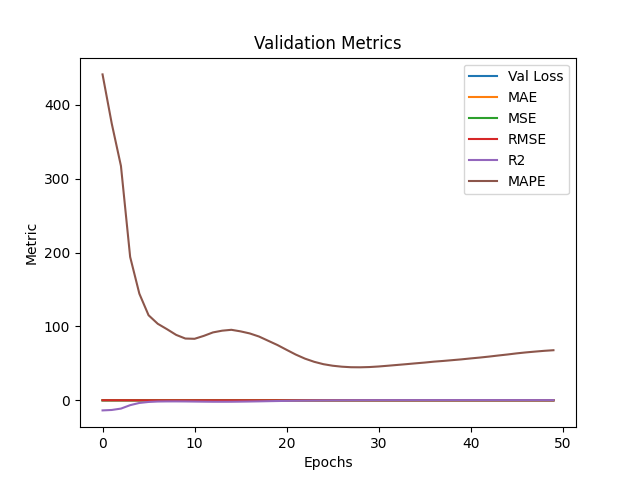 Validation Metrics
Val Loss
MAE
MSE
RMSE
R2
MAPE
Metric
400
300
200
100
0
0 10 20 30 40 50
Epochs